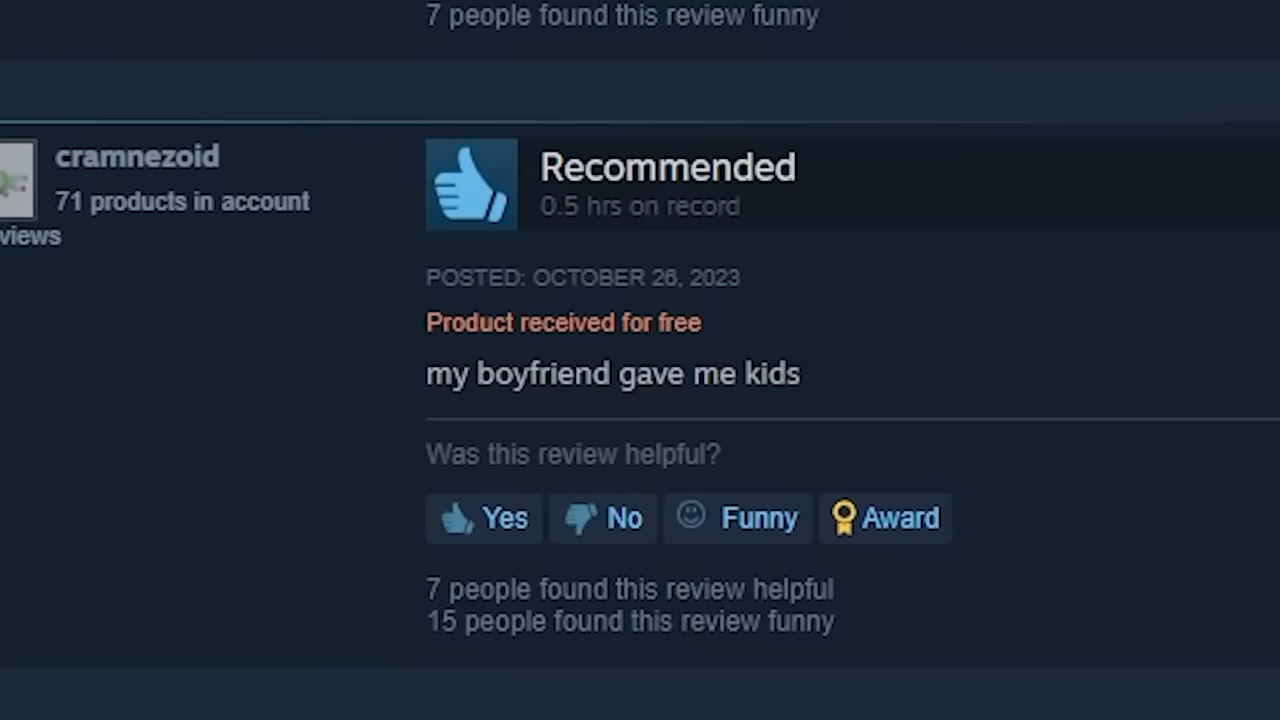 7 people found this review funny
cramnezoid
71 products in account
views
Recommended
0.5 hrs on record
POSTED: OCTOBER 26, 2023
Product received for free
my boyfriend gave me kids
Was this review helpful?
Yes No Funny Award
7 people found this review helpful
15 people found this review funny